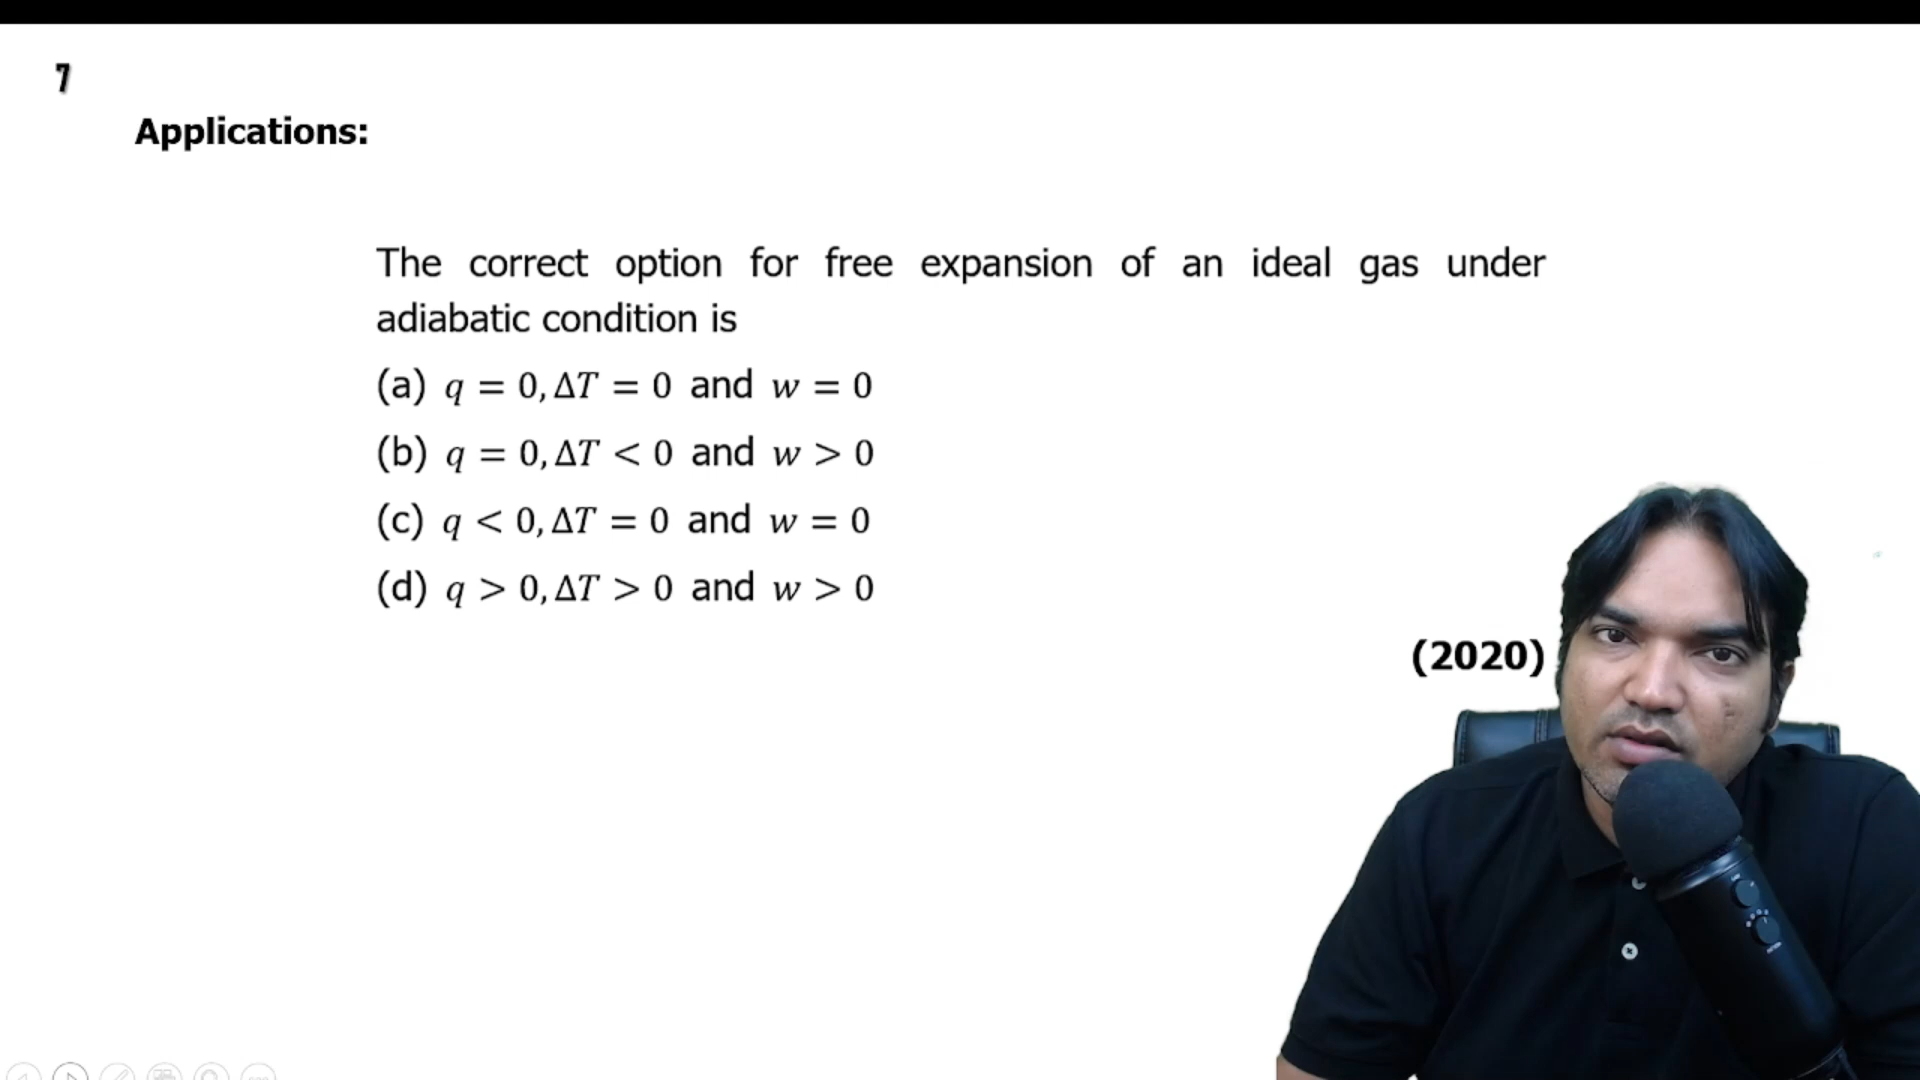 7
Applications:
The correct option for free expansion of an ideal gas under
adiabatic condition is
(a) q = 0, ΔT = 0 and w = 0
(b) q = 0, ΔT < 0 and w > 0
(c) q < 0, ΔT = 0 and w = 0
(d) q > 0, ΔT > 0 and w > 0
(2020)